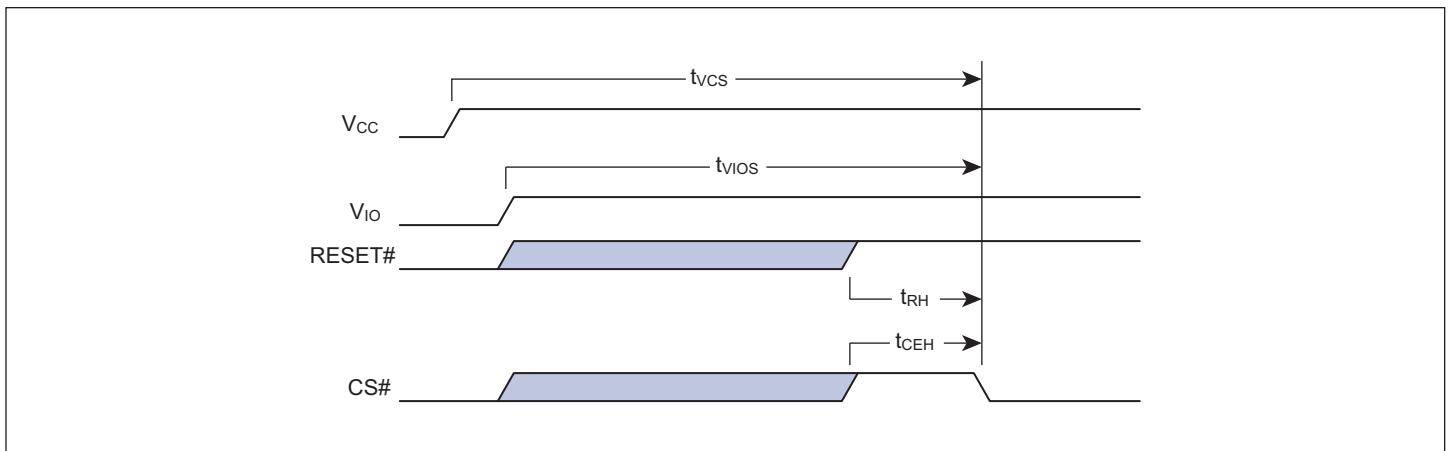 tVCS
VCC
tVIOS
VIO
RESET#
tRH
tCEH
CS#